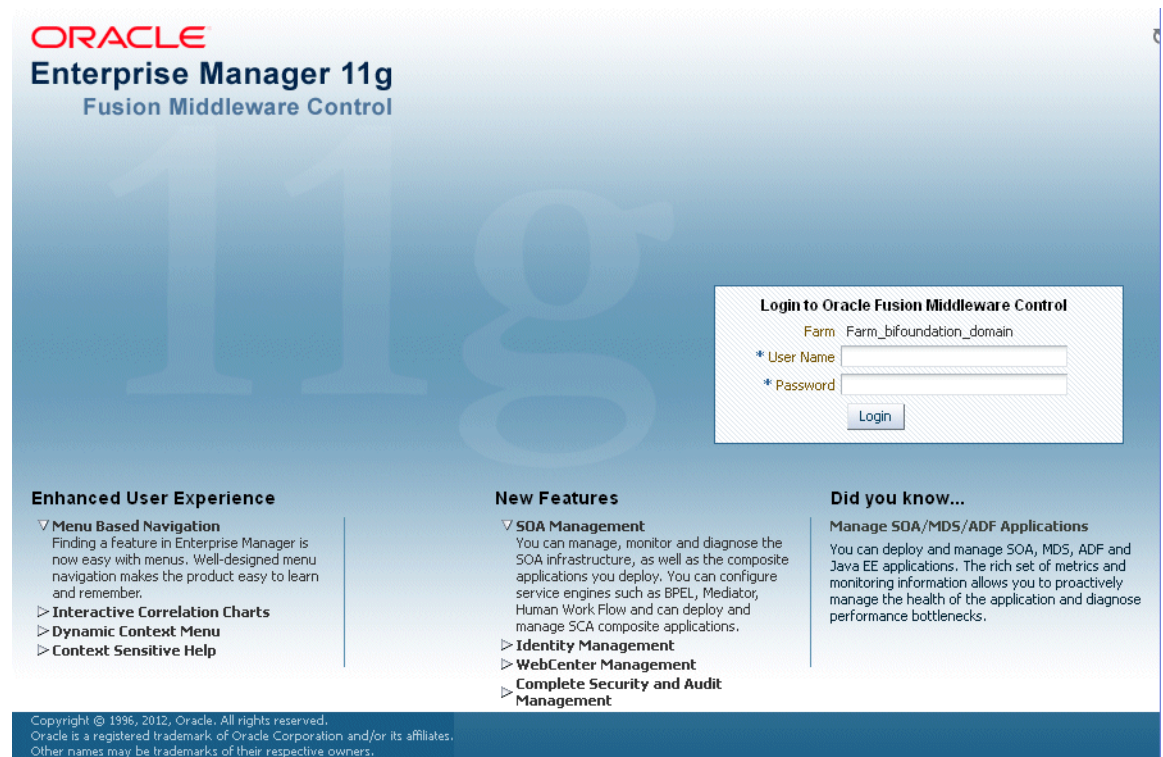 ORACLE
Enterprise Manager 11g
Fusion Middleware Control
11g
Login to Oracle Fusion Middleware Control
Farm Farm_bifoundation_domain
* User Name
* Password
Login
Enhanced User Experience
Menu Based Navigation
Finding a feature in Enterprise Manager is
now easy with menus. Well-designed menu
navigation makes the product easy to learn
and remember.
Interactive Correlation Charts
Dynamic Context Menu
Context Sensitive Help
New Features
SOA Management
You can manage, monitor and diagnose the
SOA infrastructure, as well as the composite
applications you deploy. You can configure
service engines such as BPEL, Mediator,
Human Work Flow and can deploy and
manage SCA composite applications.
Identity Management
WebCenter Management
Complete Security and Audit
Management
Did you know...
Manage SOA/MDS/ADF Applications
You can deploy and manage SOA, MDS, ADF and
Java EE applications. The rich set of metrics and
monitoring information allows you to proactively
manage the health of the application and diagnose
performance bottlenecks.
Copyright © 1996, 2012, Oracle. All rights reserved.
Oracle is a registered trademark of Oracle Corporation and/or its affiliates.
Other names may be trademarks of their respective owners.